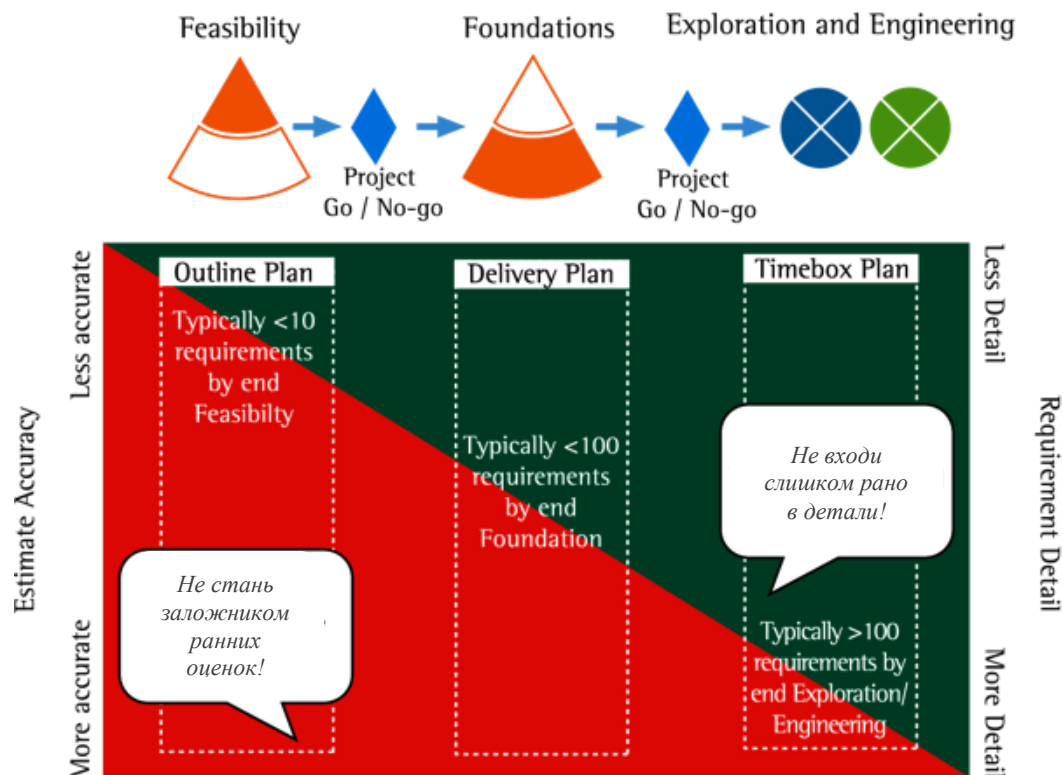 Feasibility
Foundations
Exploration and Engineering
Project
Go / No-go
Project
Go / No-go
Less accurate
Estimate Accuracy
More accurate
Outline Plan
Typically <10
requirements
by end
Feasibilty
Не стань
заложником
ранних
оценок!
Delivery Plan
Typically <100
requirements
by end
Foundation
Timebox Plan
Не входи
слишком рано
в детали!
Typically >100
requirements by
end Exploration/
Engineering
Less Detail
Requirement Detail
More Detail